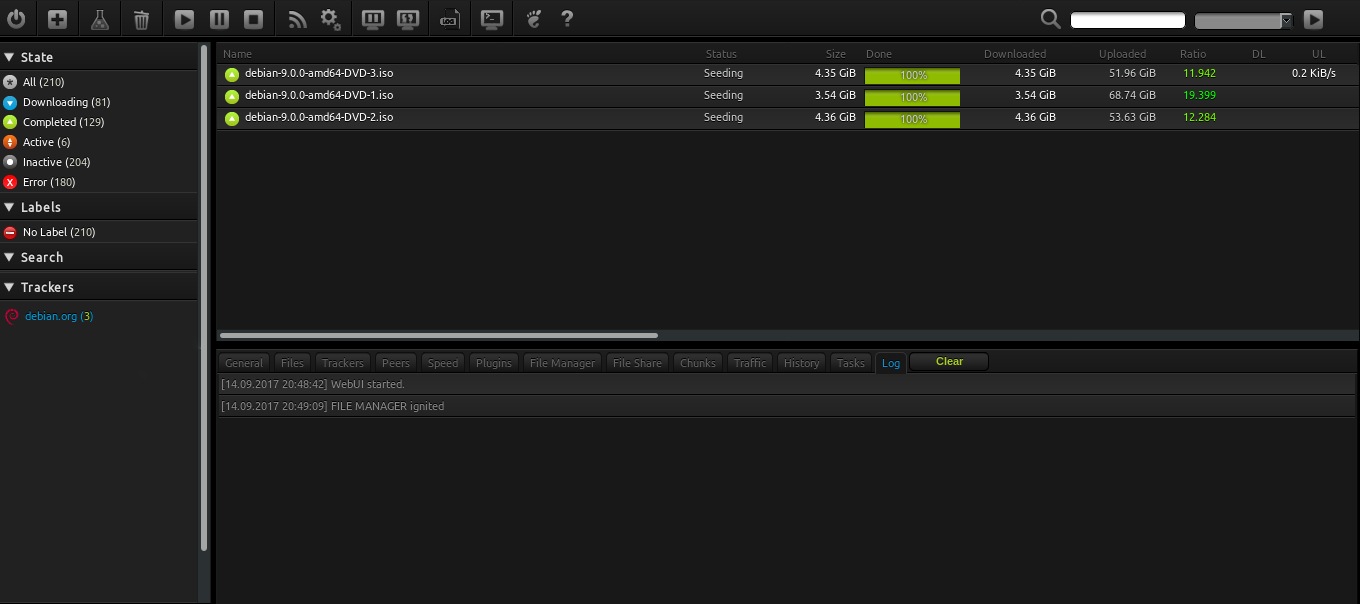 LOG
State
All (210)
Downloading (81)
Completed (129)
Active (6)
Inactive (204)
Error (180)
Labels
No Label (210)
Search
Trackers
debian.org (3)
Name Status Size Done Downloaded Uploaded Ratio DL UL
debian-9.0.0-amd64-DVD-3.iso Seeding 4.35 GiB 100% 4.35 GiB 51.96 GiB 11.942 0.2 KiB/s
debian-9.0.0-amd64-DVD-1.iso Seeding 3.54 GiB 100% 3.54 GiB 68.74 GiB 19.399
debian-9.0.0-amd64-DVD-2.iso Seeding 4.36 GiB 100% 4.36 GiB 53.63 GiB 12.284
General Files Trackers Peers Speed Plugins File Manager File Share Chunks Traffic History Tasks Log Clear
[14.09.2017 20:48:42] WebUI started.
[14.09.2017 20:49:09] FILE MANAGER ignited